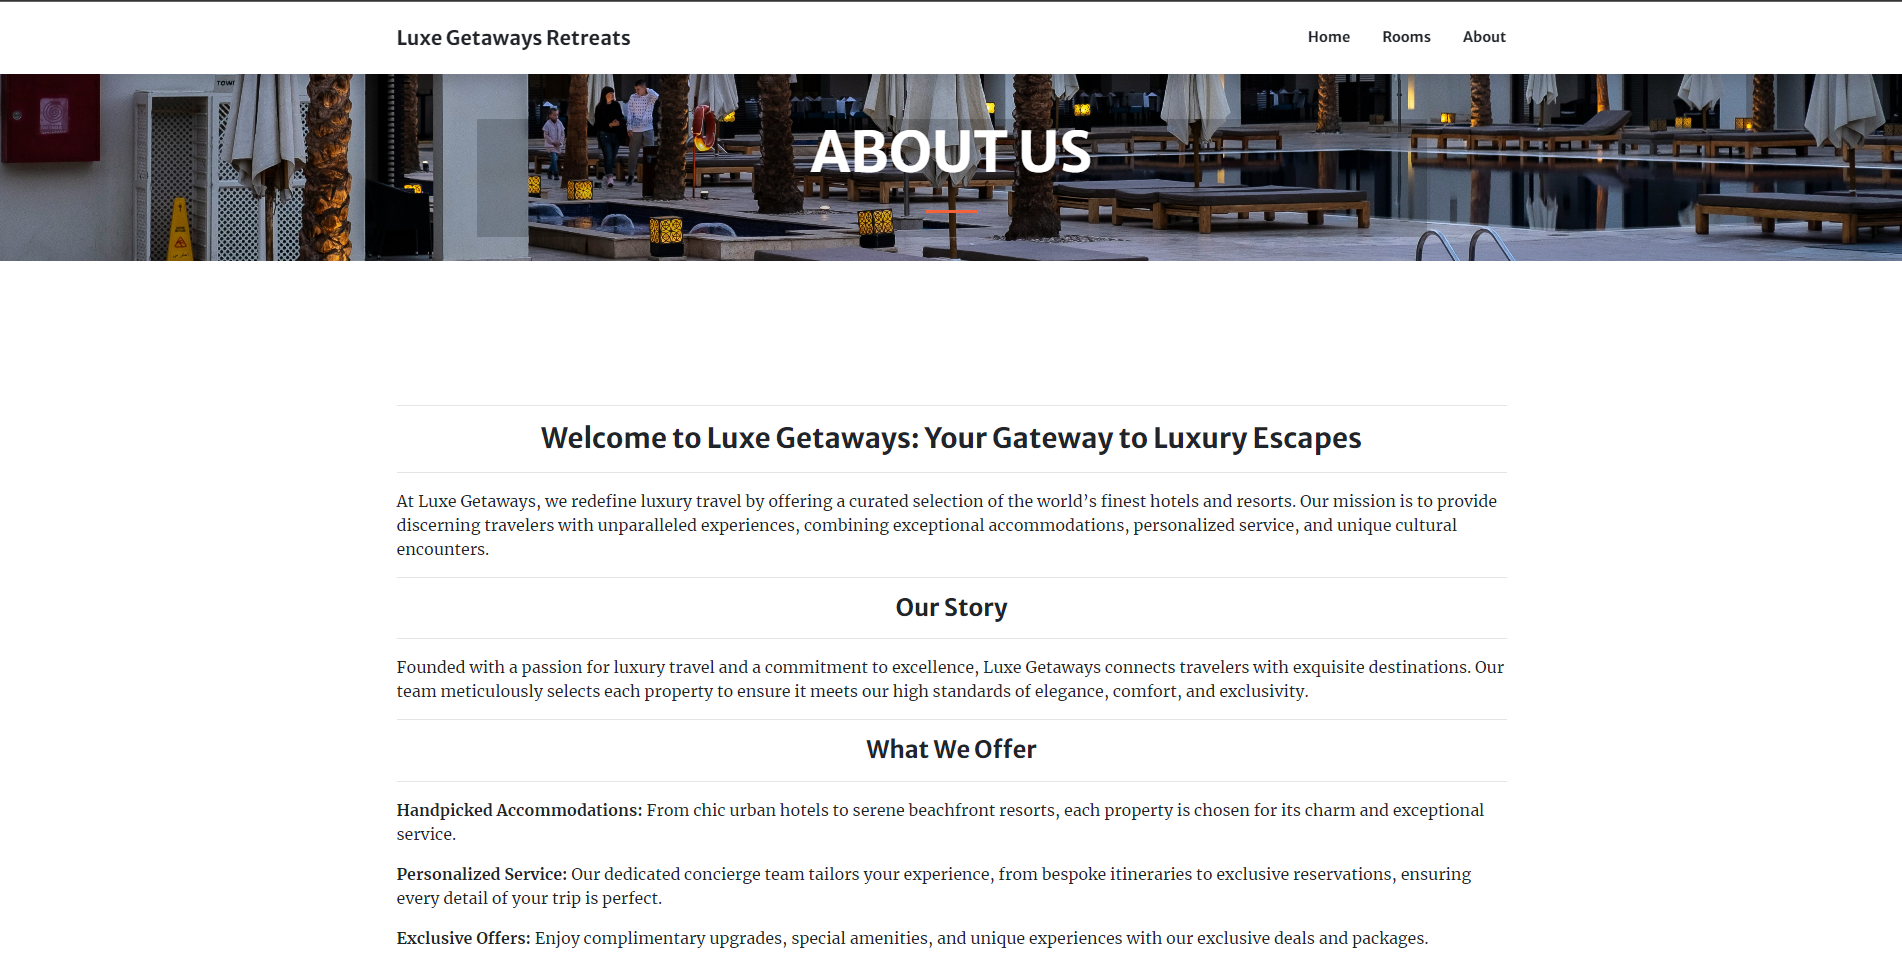 Luxe Getaways Retreats
Home Rooms About
TOWE
ABOUT US
Welcome to Luxe Getaways: Your Gateway to Luxury Escapes
At Luxe Getaways, we redefine luxury travel by offering a curated selection of the world’s finest hotels and resorts. Our mission is to provide
discerning travelers with unparalleled experiences, combining exceptional accommodations, personalized service, and unique cultural
encounters.
Our Story
Founded with a passion for luxury travel and a commitment to excellence, Luxe Getaways connects travelers with exquisite destinations. Our
team meticulously selects each property to ensure it meets our high standards of elegance, comfort, and exclusivity.
What We Offer
Handpicked Accommodations: From chic urban hotels to serene beachfront resorts, each property is chosen for its charm and exceptional
service.
Personalized Service: Our dedicated concierge team tailors your experience, from bespoke itineraries to exclusive reservations, ensuring
every detail of your trip is perfect.
Exclusive Offers: Enjoy complimentary upgrades, special amenities, and unique experiences with our exclusive deals and packages.